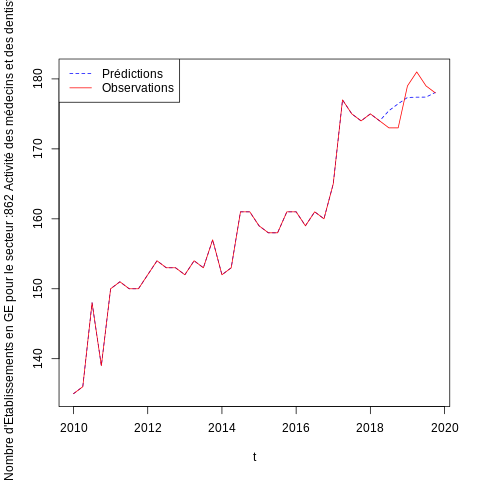 Nombre d'Etablissements en GE pour le secteur :862 Activité des médecins et des dentis
180
170
160
150
140
Prédictions
Observations
2010 2012 2014 2016 2018 2020
t